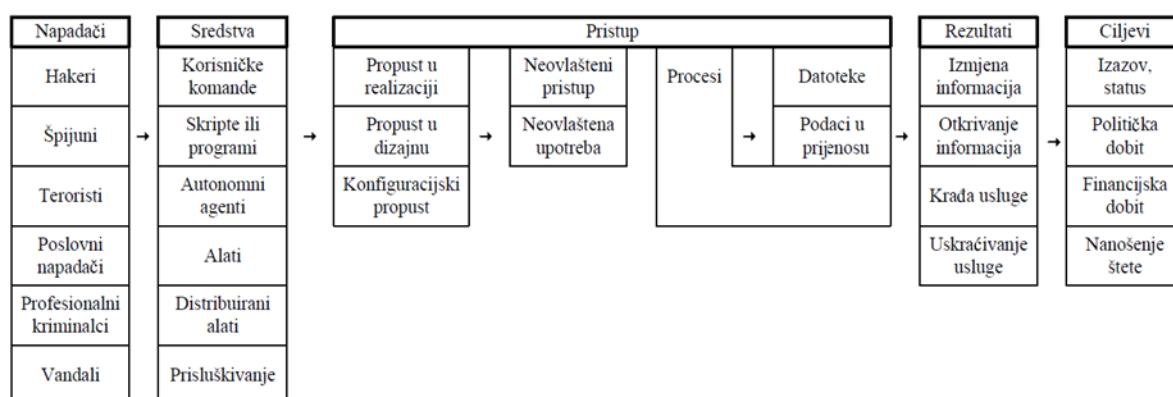 Napadači
Hakeri
Špijuni
Teroristi
Poslovni
napadači
Profesionalni
kriminalci
Vandali
Sredstva
Korisničke
komande
Skripte ili
programi
Autonomni
agenti
Alati
Distribuirani
alati
Prisluškivanje
Pristup
Propust u
realizaciji
Propust u
dizajnu
Konfiguracijski
propust
Neovlašteni
pristup
Neovlaštena
upotreba
Procesi
Datoteke
Podaci u
prijenosu
Rezultati
Izmjena
informacija
Otkrivanje
informacija
Krađa usluge
Uskraćivanje
usluge
Ciljevi
Izazov,
status
Politička
dobit
Financijska
dobit
Nanošenje
štete